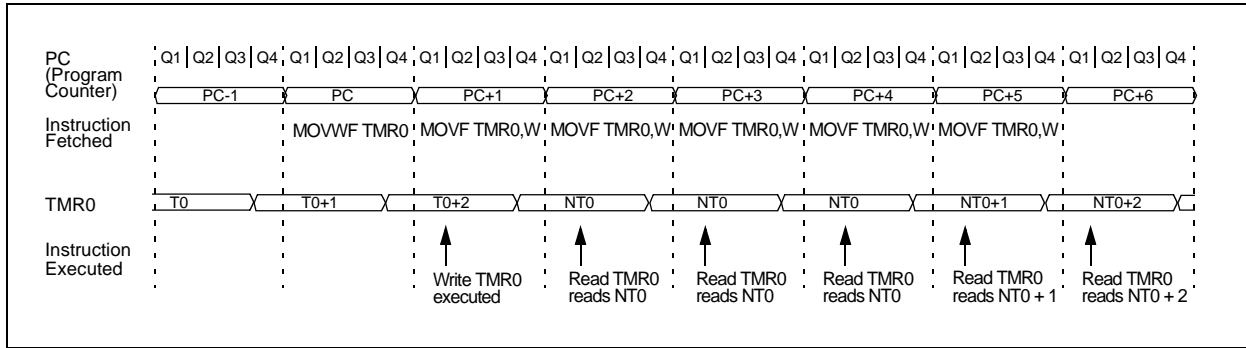 PC
(Program
Counter)
Q1 Q2 Q3 Q4 Q1 Q2 Q3 Q4 Q1 Q2 Q3 Q4 Q1 Q2 Q3 Q4 Q1 Q2 Q3 Q4 Q1 Q2 Q3 Q4 Q1 Q2 Q3 Q4 Q1 Q2 Q3 Q4
PC-1 PC PC+1 PC+2 PC+3 PC+4 PC+5 PC+6
Instruction
Fetched
MOVWF TMR0 MOVF TMR0,W MOVF TMR0,W MOVF TMR0,W MOVF TMR0,W MOVF TMR0,W
TMR0
T0 T0+1 T0+2 NT0 NT0 NT0 NT0+1 NT0+2
Instruction
Executed
Write TMR0
executed
Read TMR0
reads NT0
Read TMR0
reads NT0
Read TMR0
reads NT0
Read TMR0
reads NT0 + 1
Read TMR0
reads NT0 + 2